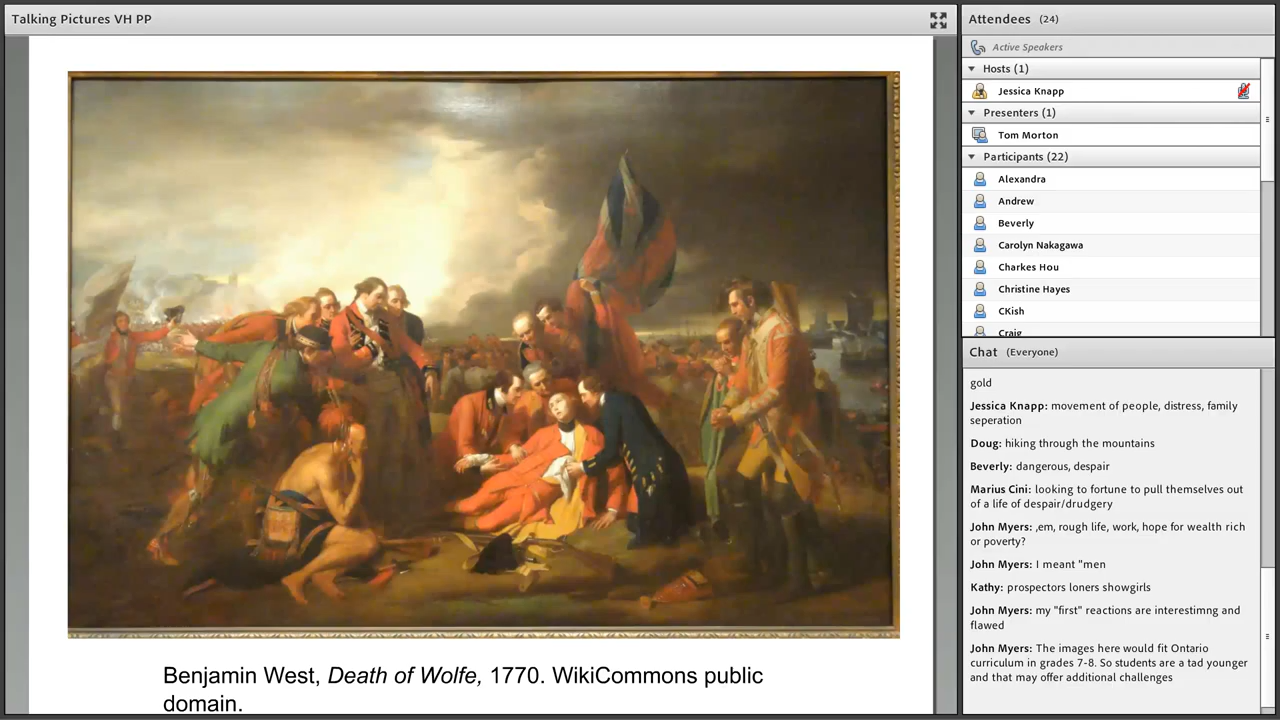 Talking Pictures VH PP
Benjamin West, Death of Wolfe, 1770. WikiCommons public
domain.
Attendees (24)
Active Speakers
Hosts (1)
Jessica Knapp
Presenters (1)
Tom Morton
Participants (22)
Alexandra
Andrew
Beverly
Carolyn Nakagawa
Charkes Hou
Christine Hayes
CKish
Craig
Chat (Everyone)
gold
Jessica Knapp: movement of people, distress, family
seperation
Doug: hiking through the mountains
Beverly: dangerous, despair
Marius Cini: looking to fortune to pull themselves out
of a life of despair/drudgery
John Myers: ,em, rough life, work, hope for wealth rich
or poverty?
John Myers: I meant "men
Kathy: prospectors loners showgirls
John Myers: my "first" reactions are interestimng and
flawed
John Myers: The images here would fit Ontario
curriculum in grades 7-8. So students are a tad younger
and that may offer additional challenges